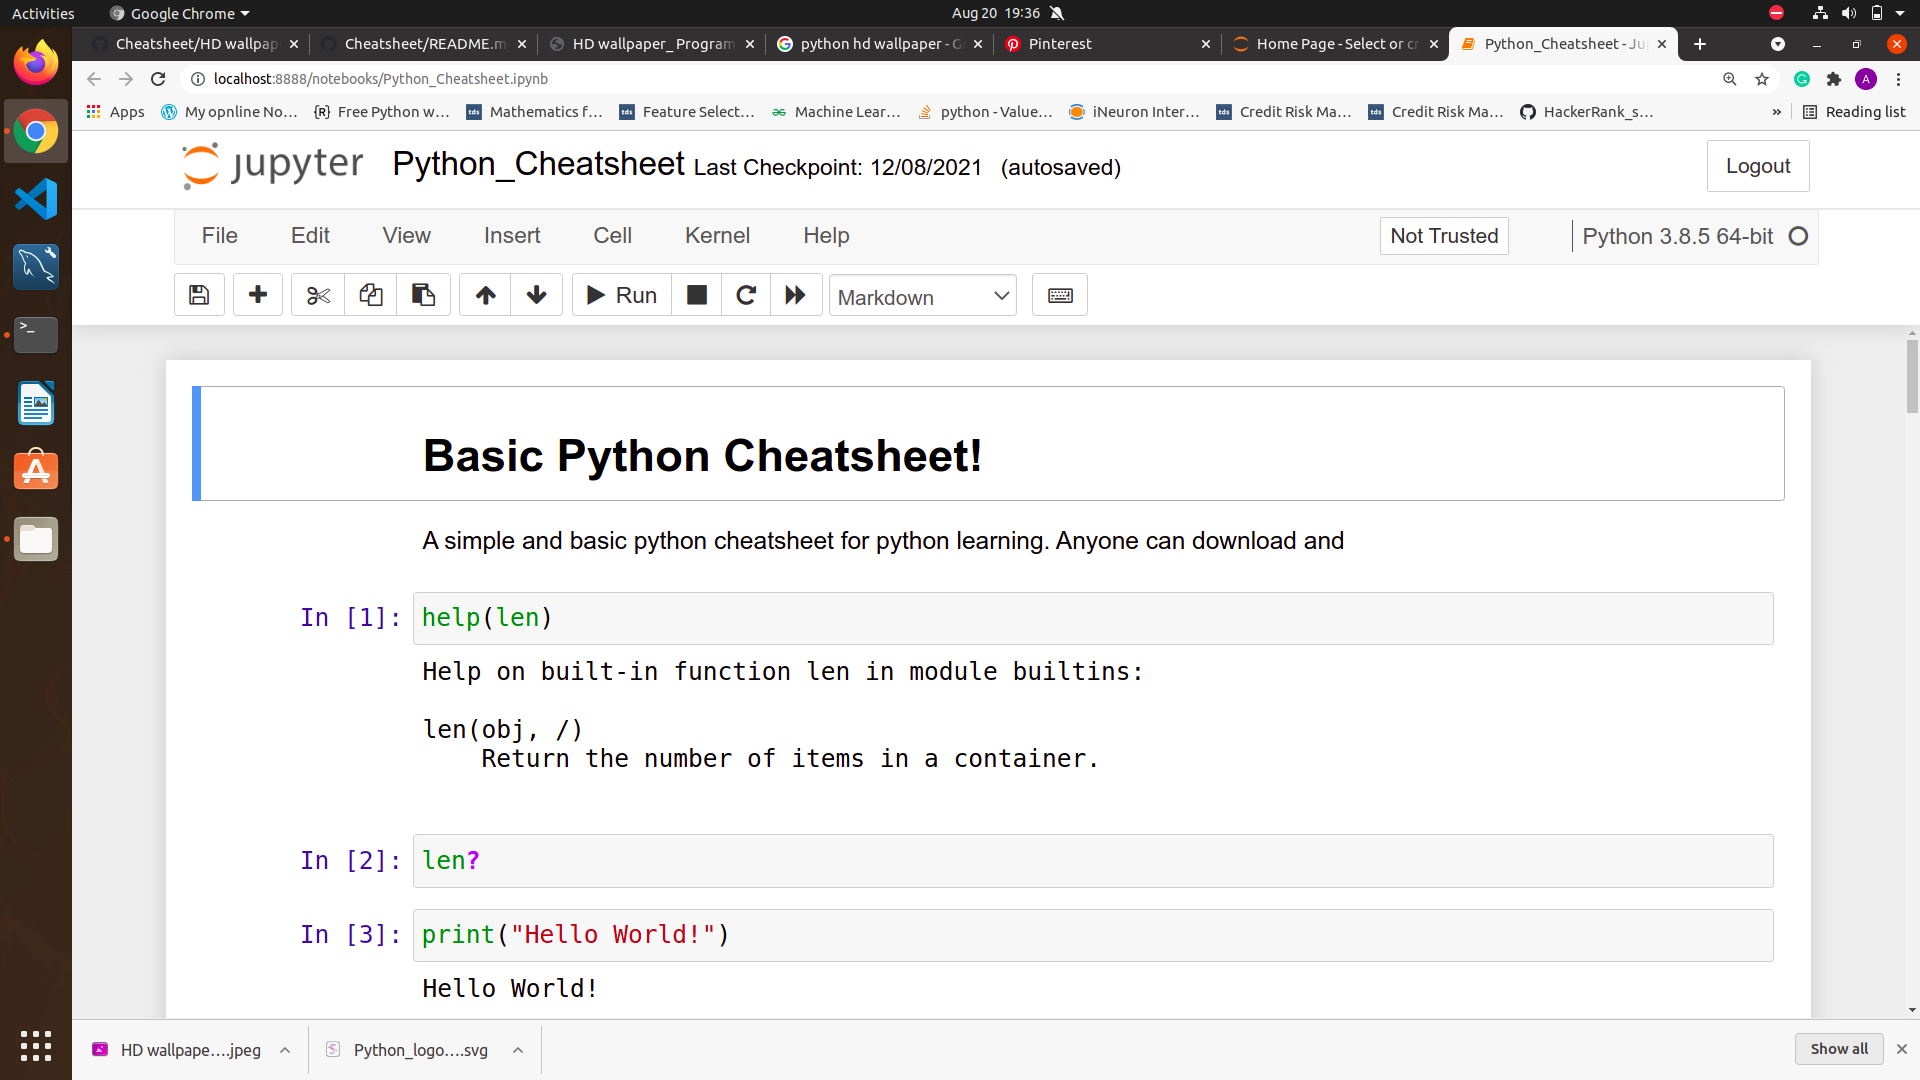 Activities Google Chrome Aug 20 19:36
Cheatsheet/HD wallpap Cheatsheet/README.m HD wallpaper_ Program python hd wallpaper - Go Pinterest Home Page - Select or cr Python_Cheatsheet - Ju
localhost:8888/notebooks/Python_Cheatsheet.ipynb A
Apps My opnline No… Free Python w… Mathematics f… Feature Select… Machine Lear… python - Value… iNeuron Inter… Credit Risk Ma… Credit Risk Ma… HackerRank_s… » Reading list
jupyter Python_Cheatsheet Last Checkpoint: 12/08/2021 (autosaved) Logout
File Edit View Insert Cell Kernel Help Not Trusted Python 3.8.5 64-bit
Run Markdown
Basic Python Cheatsheet!
A simple and basic python cheatsheet for python learning. Anyone can download and
In [1]: help(len)
Help on built-in function len in module builtins:
len(obj, /)
Return the number of items in a container.
In [2]: len?
In [3]: print("Hello World!")
Hello World!
HD wallpape….jpeg Python_logo….svg Show all